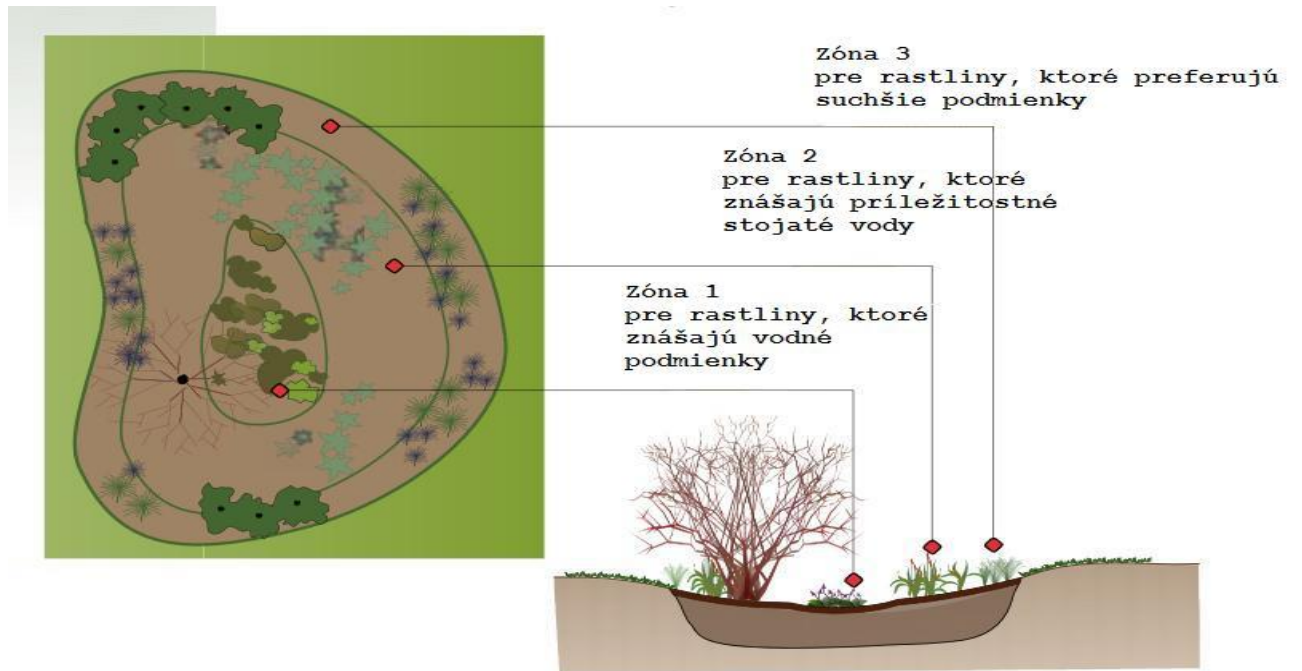 Zóna 3
pre rastliny, ktoré preferujú
suchšie podmienky
Zóna 2
pre rastliny, ktoré
znášajú príležitostné
stojaté vody
Zóna 1
pre rastliny, ktoré
znášajú vodné
podmienky